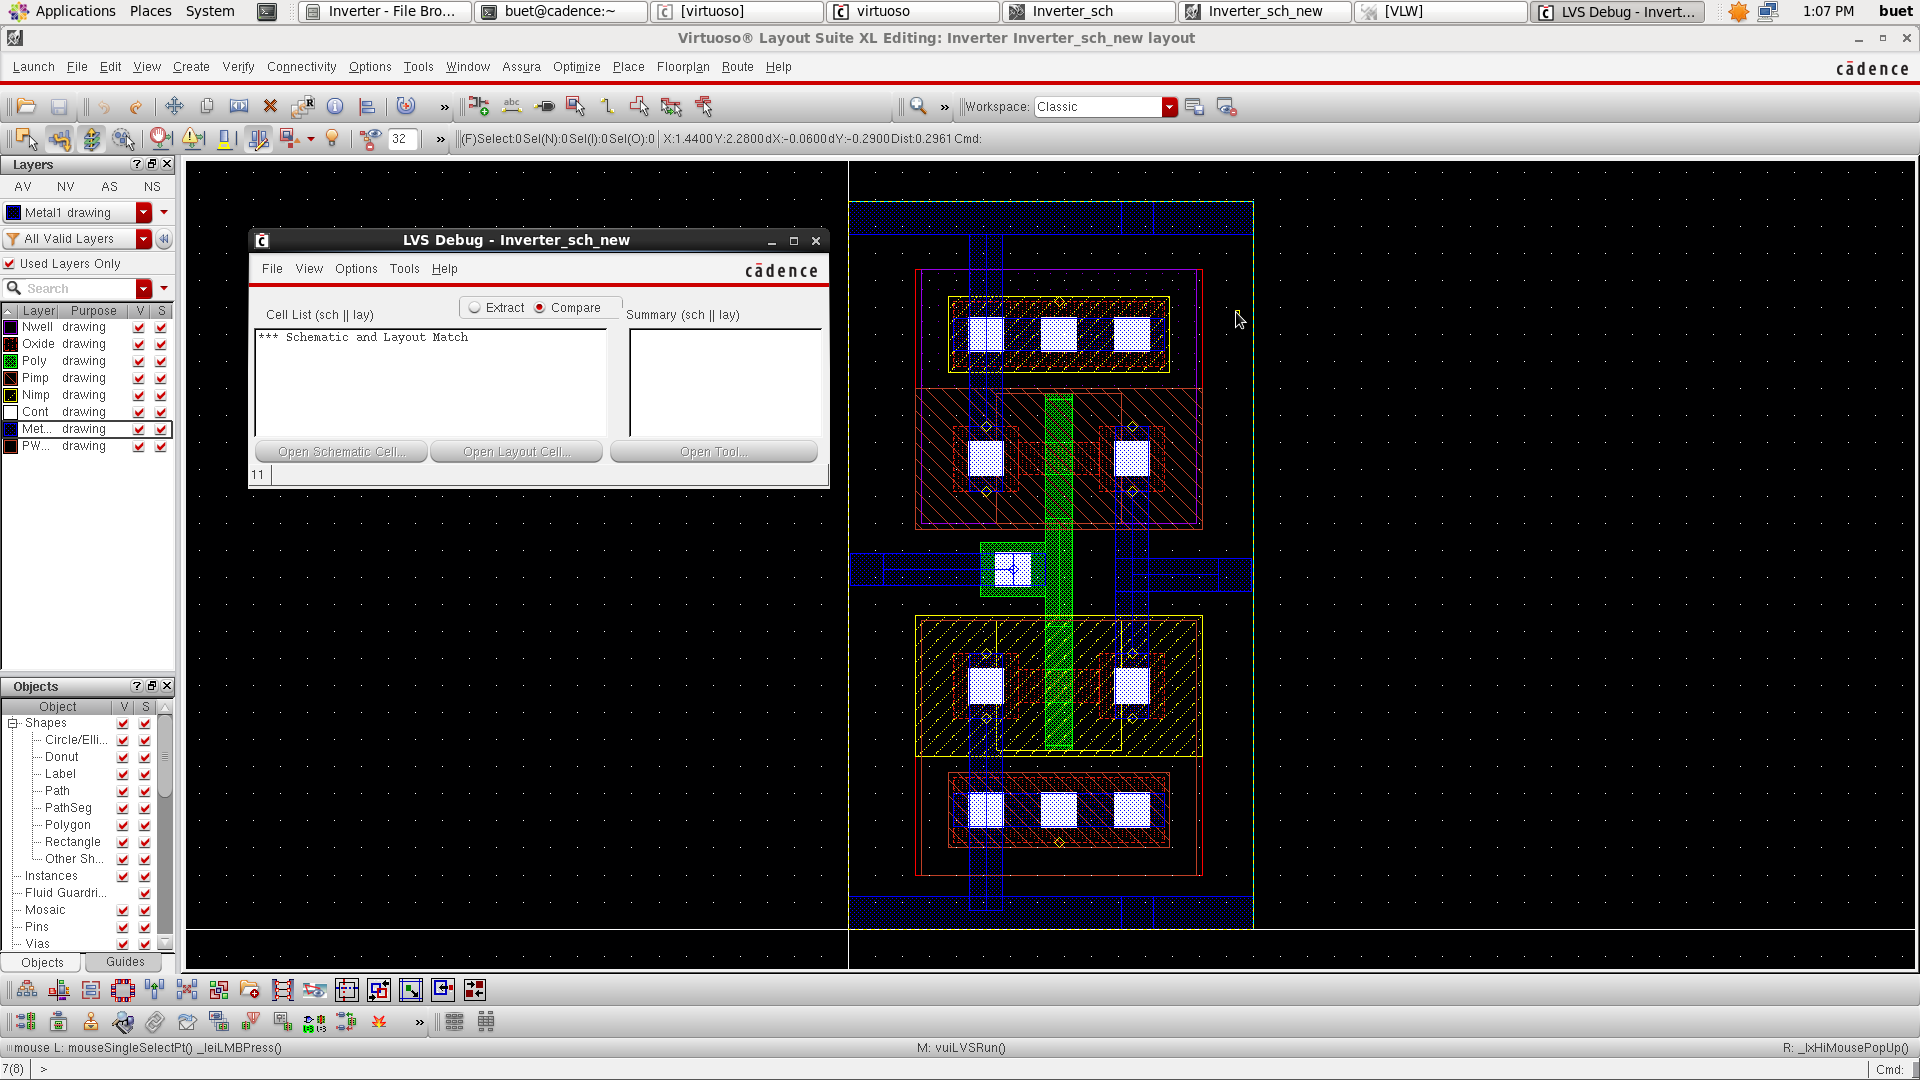 Applications Places System
Inverter - File Bro...
buet@cadence:~
[virtuoso]
virtuoso
Inverter_sch
Inverter_sch_new
[VLW]
LVS Debug - Invert...
1:07 PM
buet
Virtuoso® Layout Suite XL Editing: Inverter Inverter_sch_new layout
Launch File Edit View Create Verify Connectivity Options Tools Window Assura Optimize Place Floorplan Route Help
cādence
abc
R
»
»
Workspace: Classic
32
»
(F)Select:0 Sel(N):0 Sel(I):0 Sel(O):0 X:1.4400 Y:2.2800 dX:-0.0600 dY:-0.2900 Dist:0.2961 Cmd:
Layers
AV NV AS NS
Metal1 drawing
All Valid Layers
Used Layers Only
Search
Layer Purpose V S
Nwell drawing
Oxide drawing
Poly drawing
Pimp drawing
Nimp drawing
Cont drawing
Met... drawing
PW... drawing
LVS Debug - Inverter_sch_new
File View Options Tools Help
cādence
Extract Compare
Cell List (sch || lay)
Summary (sch || lay)
*** Schematic and Layout Match
Open Schematic Cell...
Open Layout Cell...
Open Tool...
11
Objects
Object V S
Shapes
Circle/Elli...
Donut
Label
Path
PathSeg
Polygon
Rectangle
Other Sh...
Instances
Fluid Guardri...
Mosaic
Pins
Vias
Objects Guides
»
mouse L: mouseSingleSelectPt() _leiLMBPress()
M: vuiLVSRun()
R: _lxHiMousePopUp()
7(8) >
Cmd: